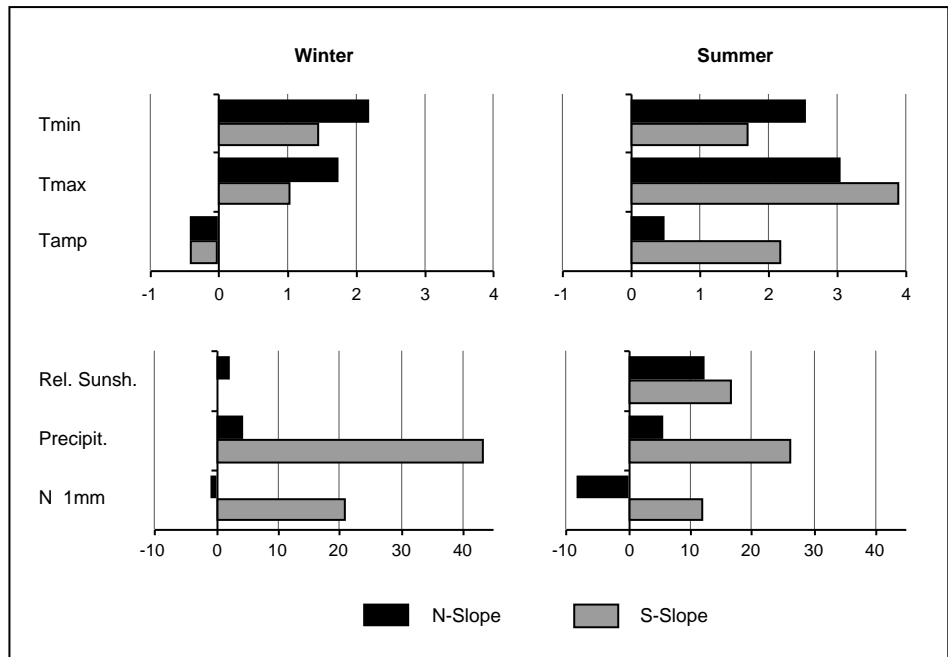 Winter Summer
Tmin
Tmax
Tamp
-1 0 1 2 3 4 -1 0 1 2 3 4
Rel. Sunsh.
Precipit.
N 1mm
-10 0 10 20 30 40 -10 0 10 20 30 40
N-Slope S-Slope